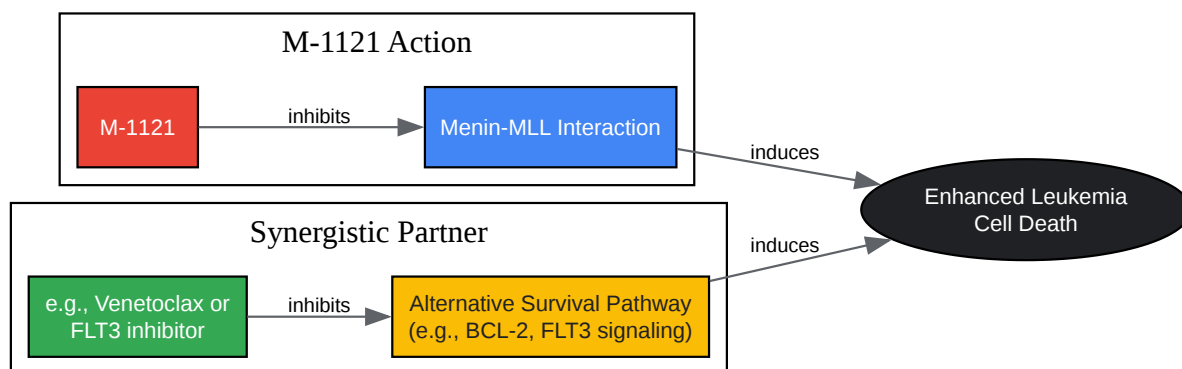 M-1121 Action
M-1121
inhibits
Menin-MLL Interaction
induces
Enhanced Leukemia
Cell Death
Synergistic Partner
e.g., Venetoclax or
FLT3 inhibitor
inhibits
Alternative Survival Pathway
(e.g., BCL-2, FLT3 signaling)
induces